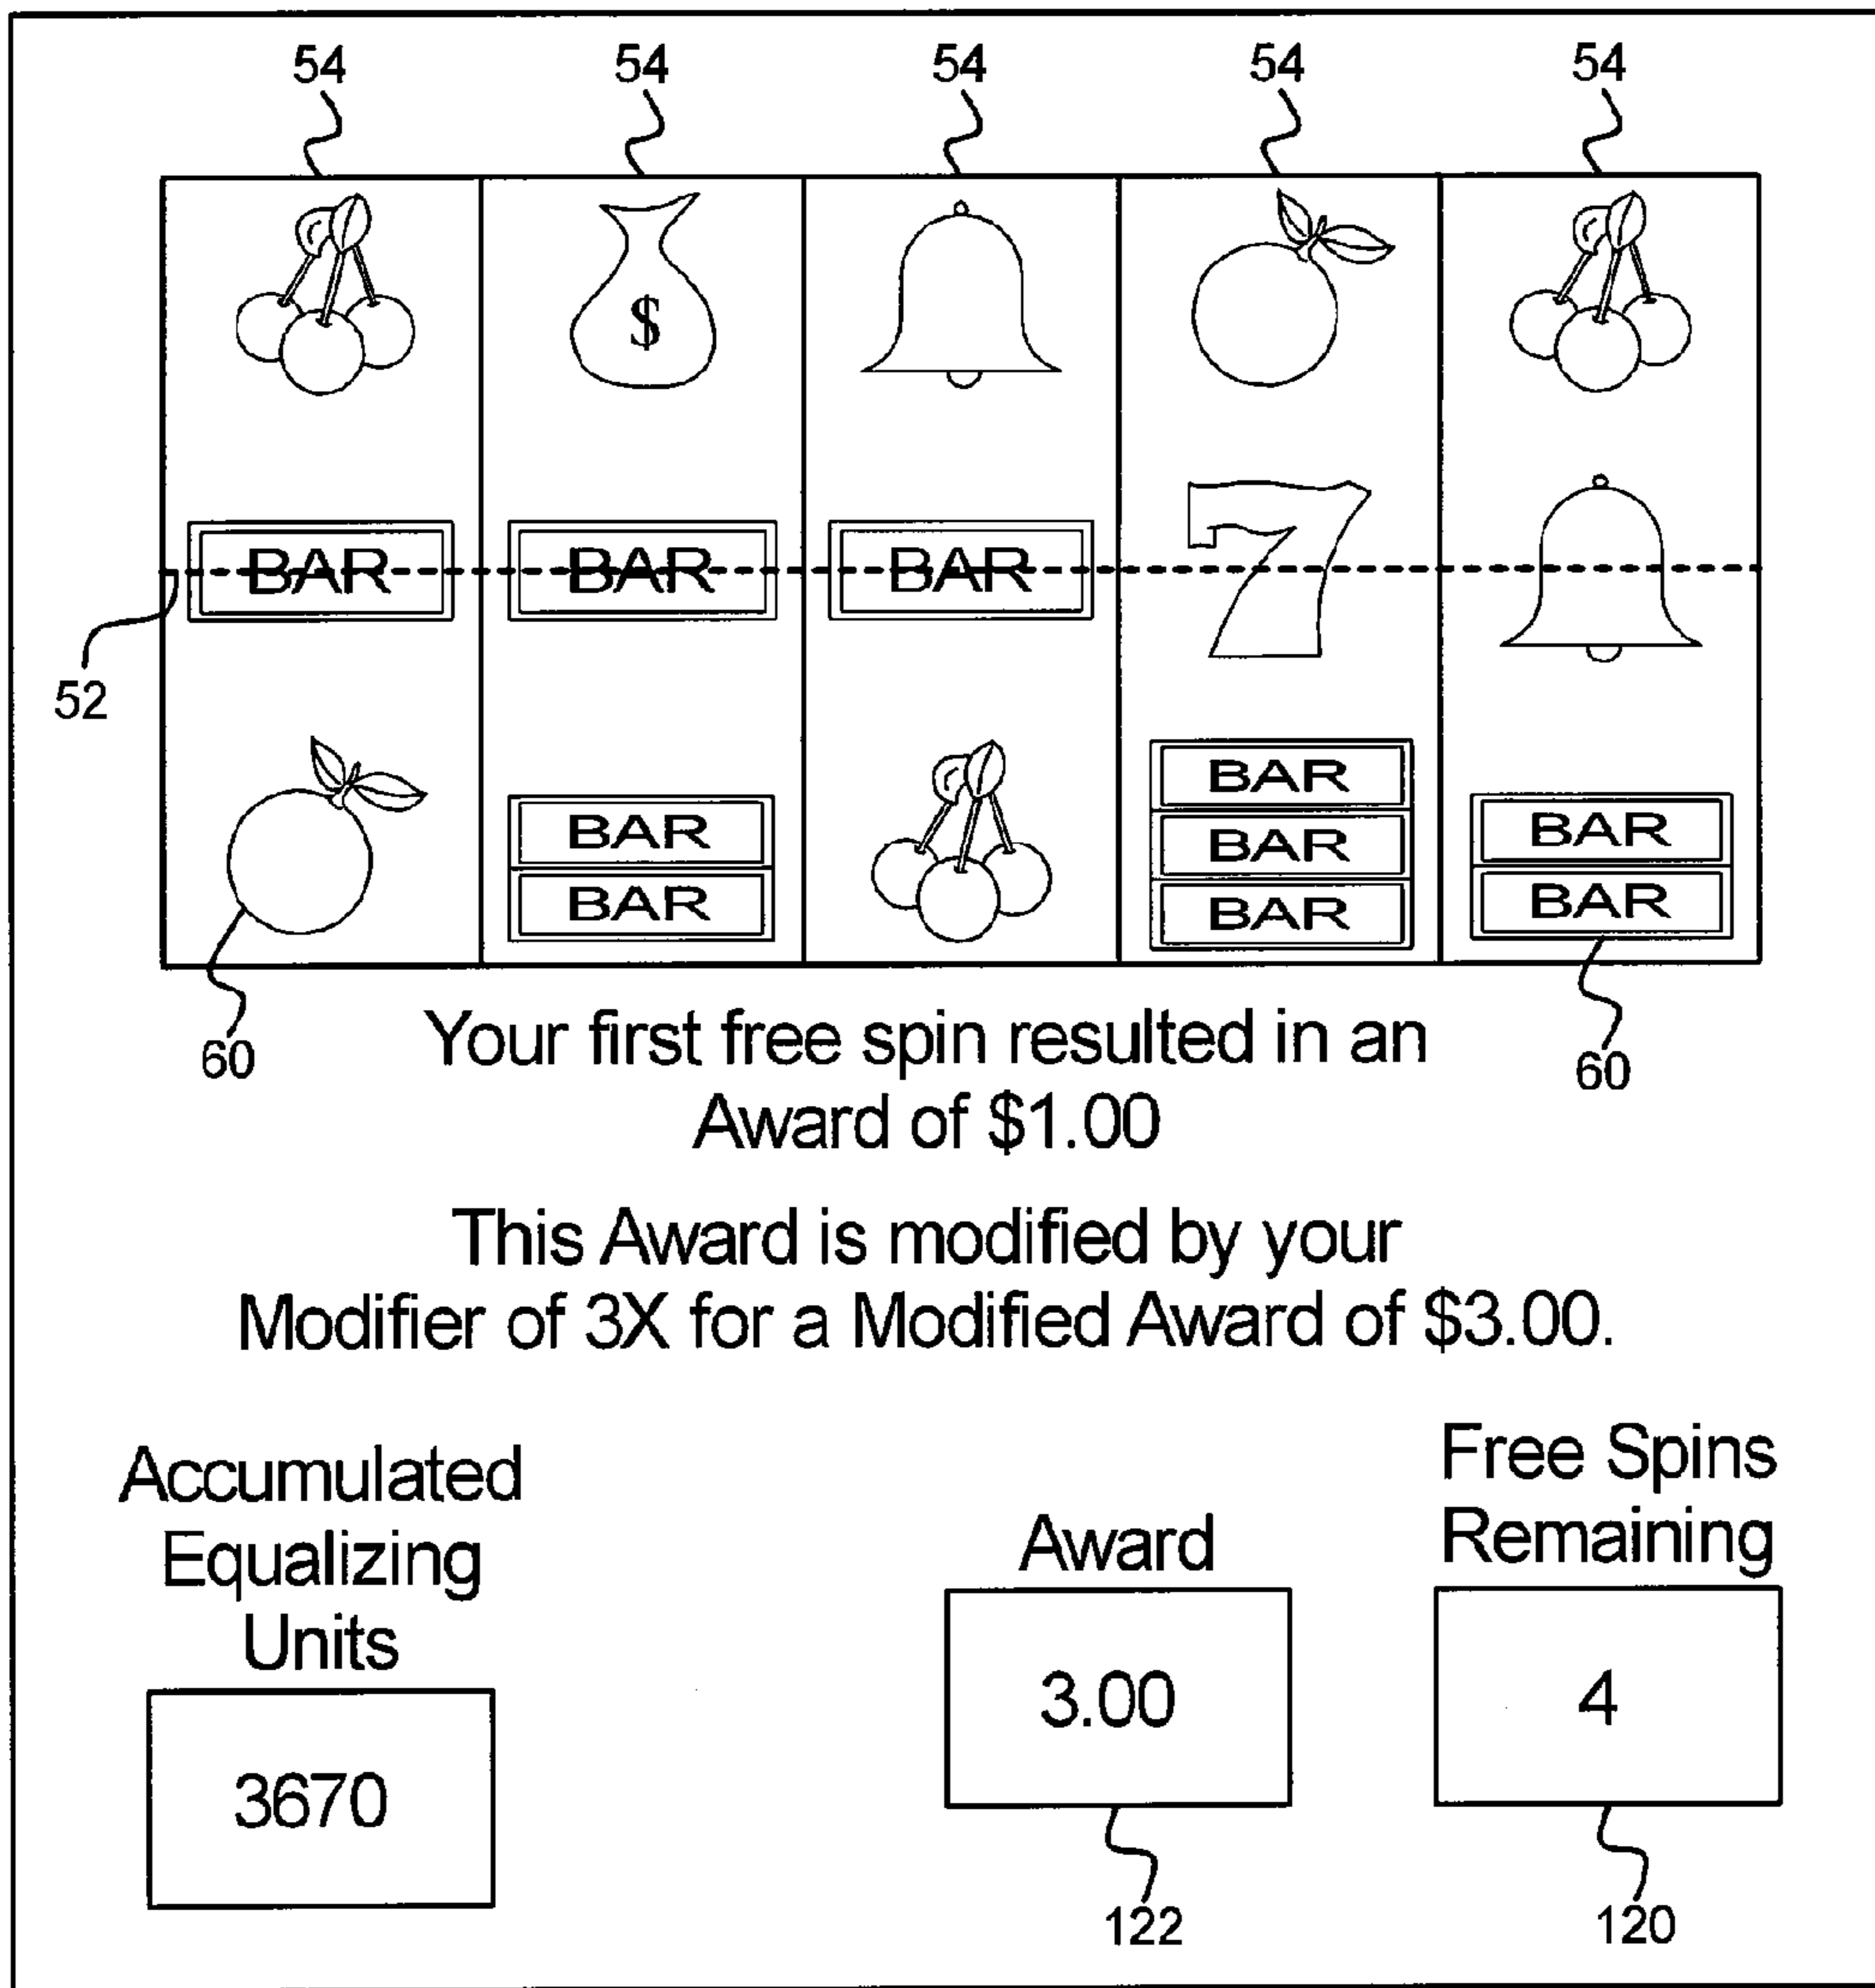 54 54 54 54 54
$
BAR BAR BAR 7
52
BAR
BAR BAR BAR
BAR BAR BAR
60 60
Your first free spin resulted in an
Award of $1.00
This Award is modified by your
Modifier of 3X for a Modified Award of $3.00.
Accumulated
Equalizing
Units
3670
Award
3.00
122
Free Spins
Remaining
4
120